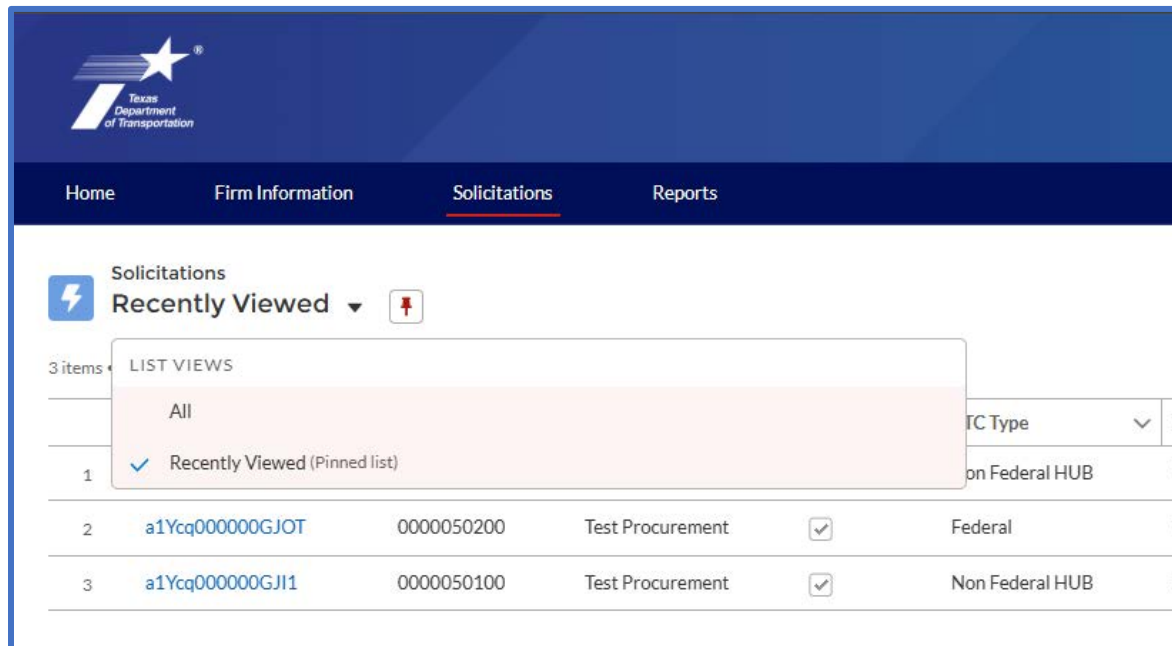 ®
Texas
Department
of Transportation
Home Firm Information Solicitations Reports
Solicitations
Recently Viewed
3 items •
LIST VIEWS
All
Recently Viewed (Pinned list)
TC Type
1 on Federal HUB
2 a1Ycq000000GJOT 0000050200 Test Procurement Federal
3 a1Ycq000000GJI1 0000050100 Test Procurement Non Federal HUB